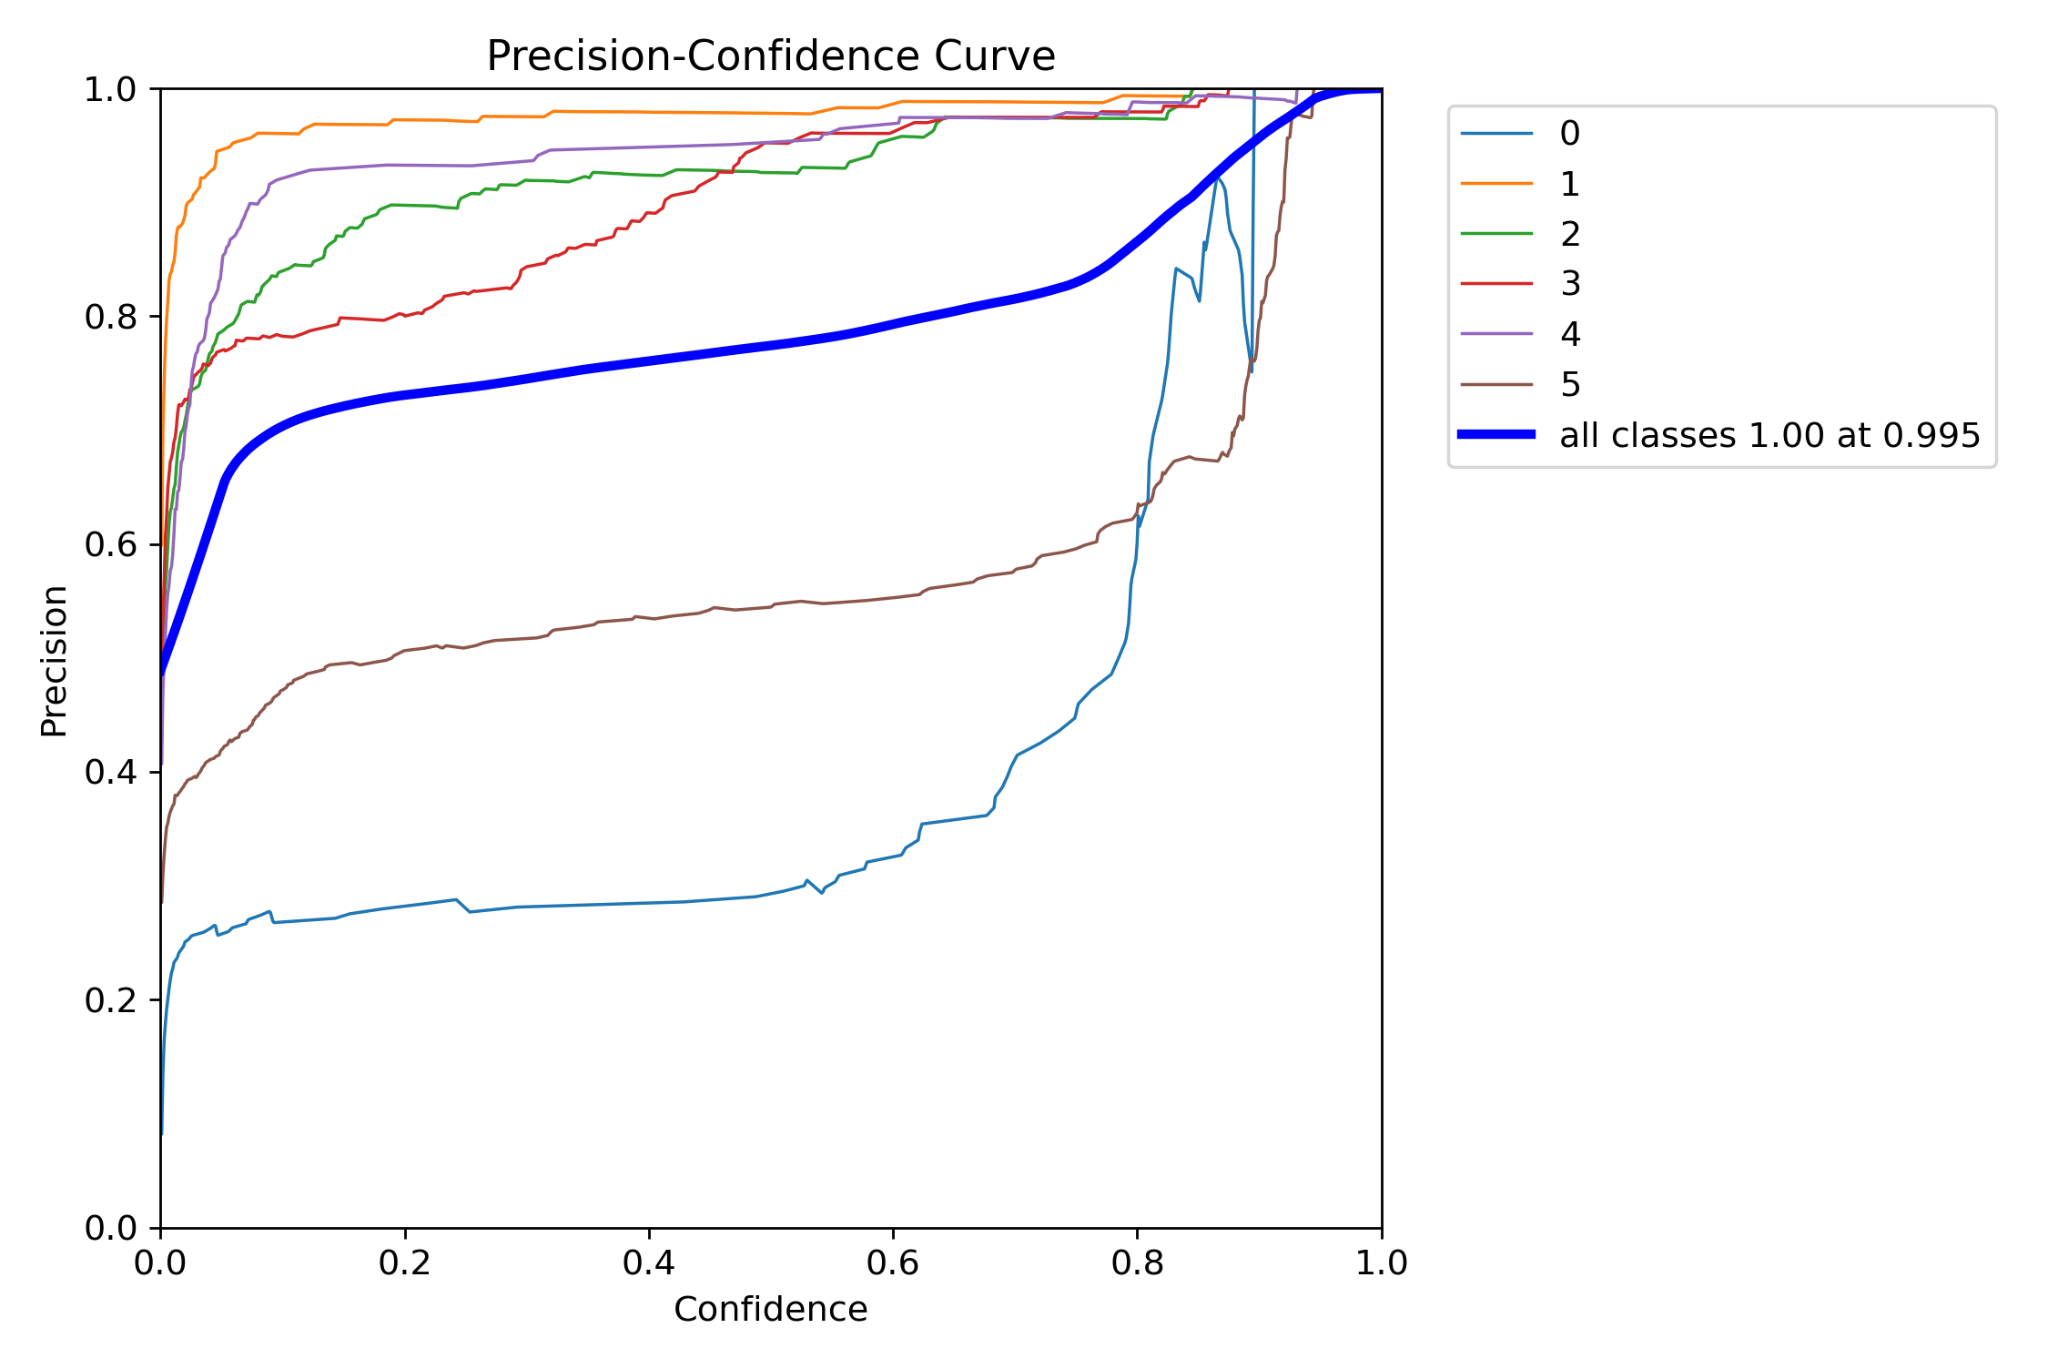 Precision-Confidence Curve
1.0
0.8
0.6
0.4
0.2
0.0
Precision
0.0 0.2 0.4 0.6 0.8 1.0
Confidence
0
1
2
3
4
5
all classes 1.00 at 0.995